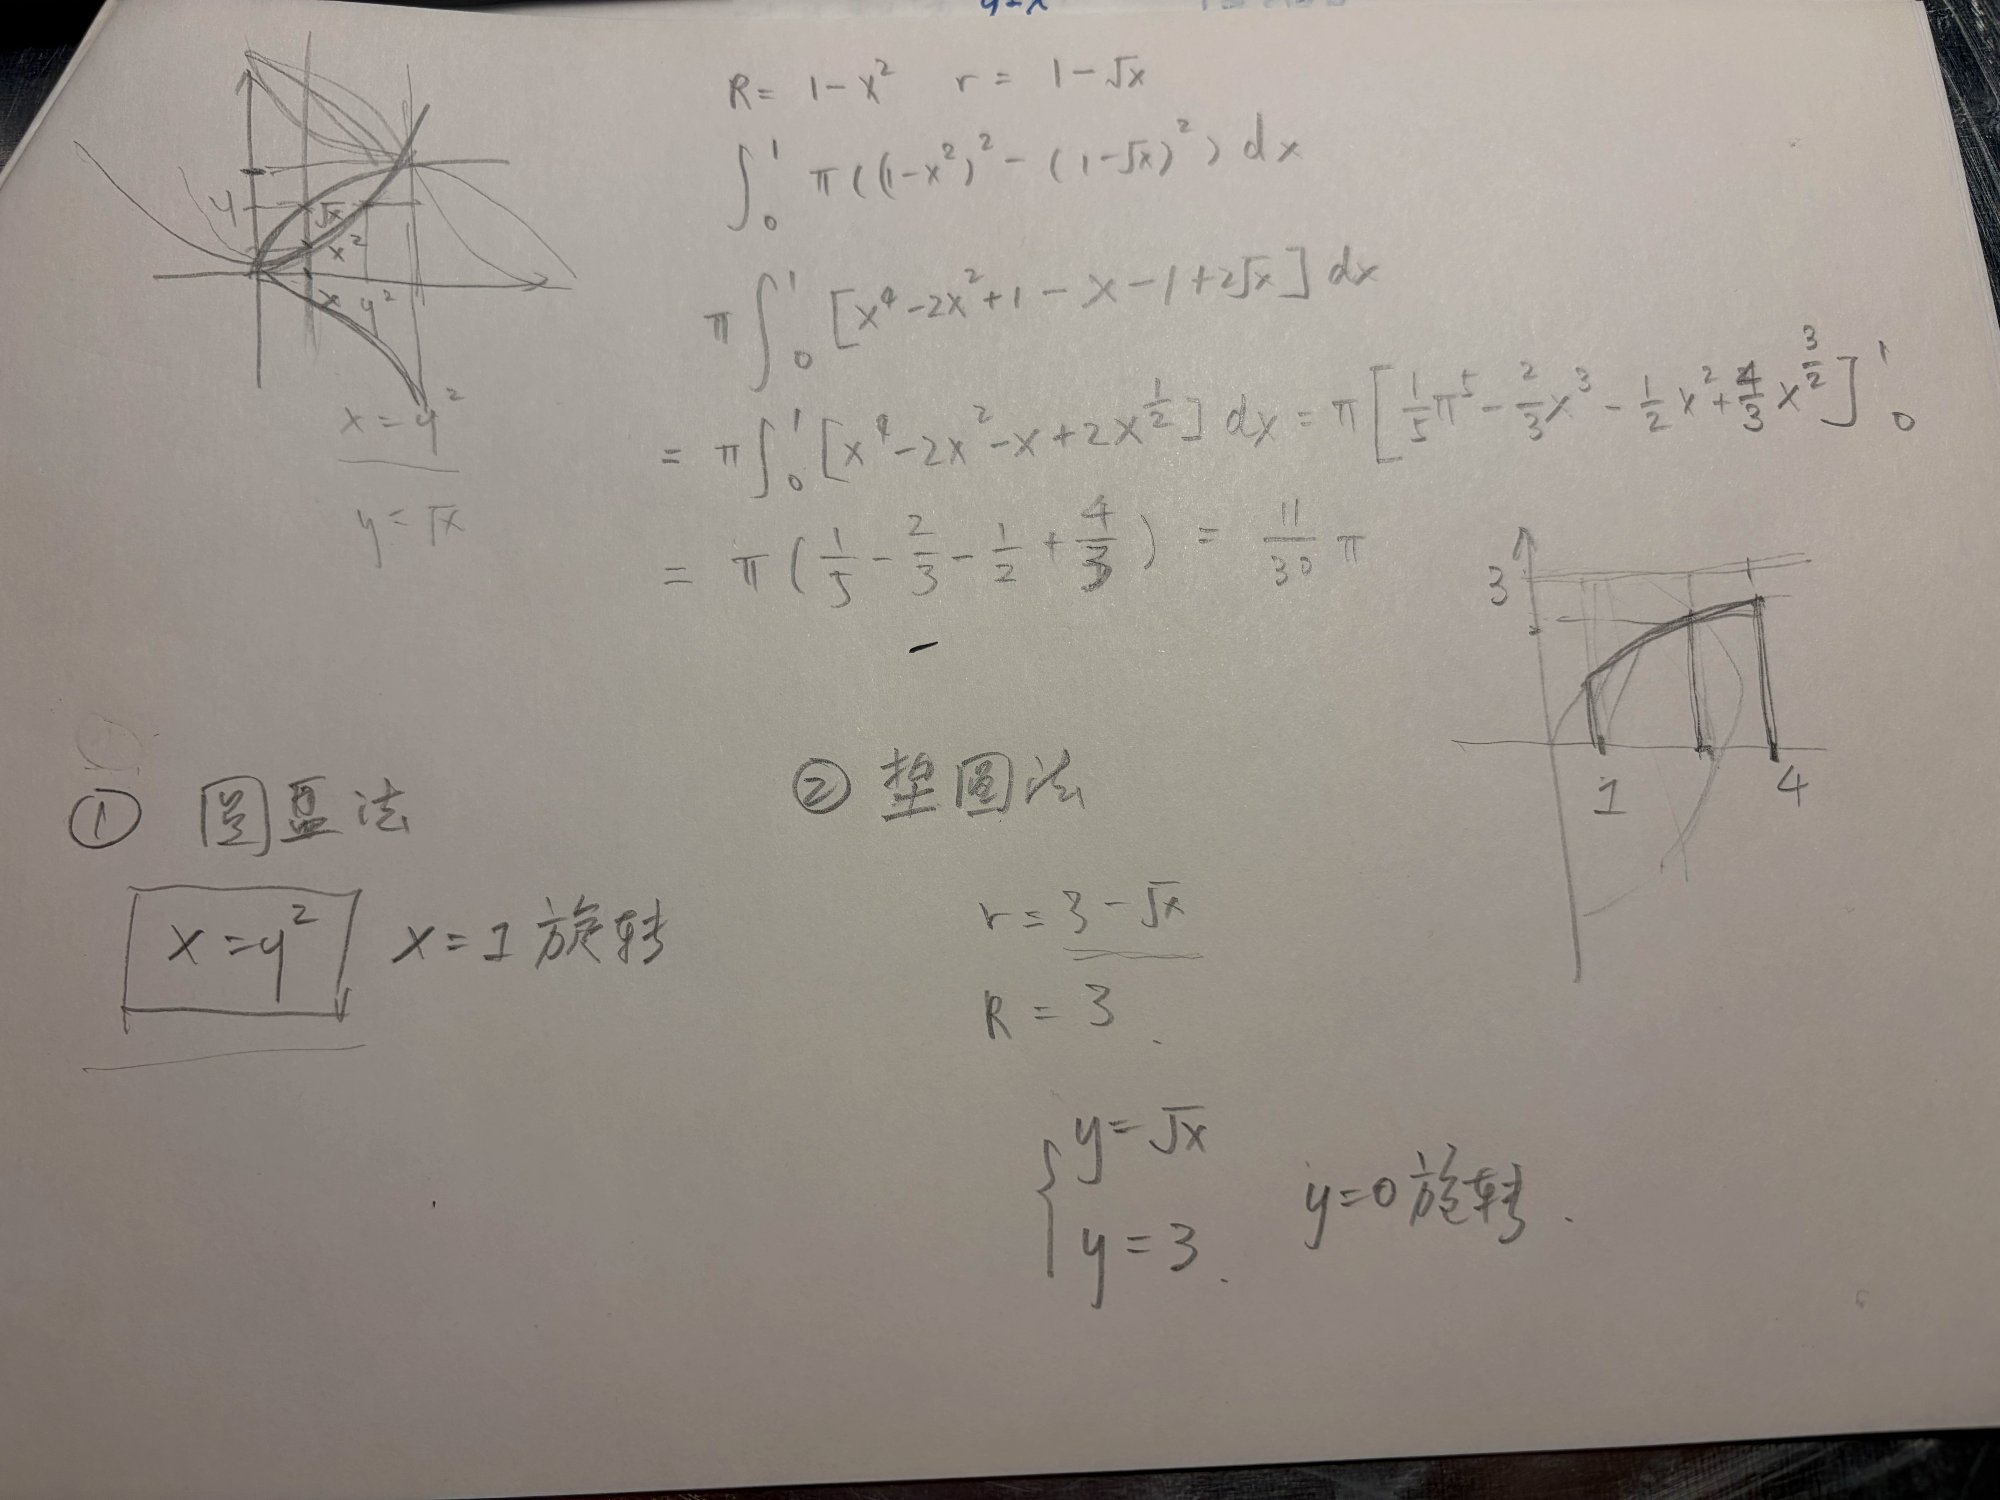 y=x
R = 1-x² r = 1-√x
∫₀¹ π((1-x²)² - (1-√x)²) dx
π∫₀¹ [x⁴-2x²+1-x-1+2√x] dx
= π∫₀¹ [x⁴-2x²-x+2x^{1/2}] dx = π[1/5 π⁵ - 2/3 x³ - 1/2 x² + 4/3 x^{3/2}]₀¹
= π(1/5 - 2/3 - 1/2 + 4/3) = 11/30 π
y
√x
x²
x y²
x=y²
y=√x
3
1 4
① 圆盘法
x=y² x=1旋转
② 垫圈法
r=3-√x
R=3.
y=√x
y=3. y=0旋转.